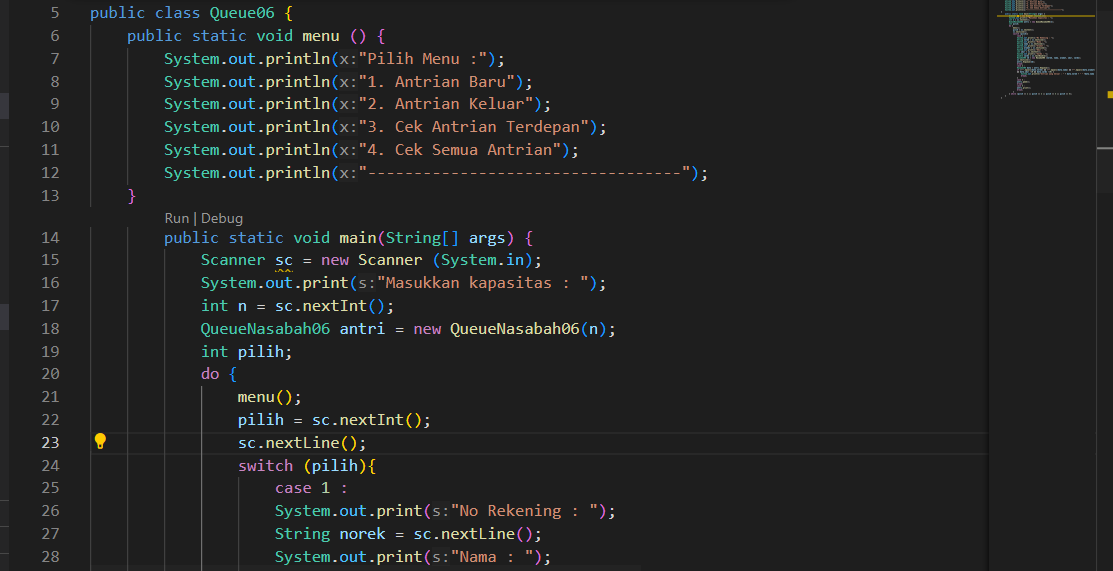 5 public class Queue06 {
6 public static void menu () {
7 System.out.println(x:"Pilih Menu :");
8 System.out.println(x:"1. Antrian Baru");
9 System.out.println(x:"2. Antrian Keluar");
10 System.out.println(x:"3. Cek Antrian Terdepan");
11 System.out.println(x:"4. Cek Semua Antrian");
12 System.out.println(x:"----------------------------------");
13 }
Run | Debug
14 public static void main(String[] args) {
15 Scanner sc = new Scanner (System.in);
16 System.out.print(s:"Masukkan kapasitas : ");
17 int n = sc.nextInt();
18 QueueNasabah06 antri = new QueueNasabah06(n);
19 int pilih;
20 do {
21 menu();
22 pilih = sc.nextInt();
23 sc.nextLine();
24 switch (pilih){
25 case 1 :
26 System.out.print(s:"No Rekening : ");
27 String norek = sc.nextLine();
28 System.out.print(s:"Nama : ");